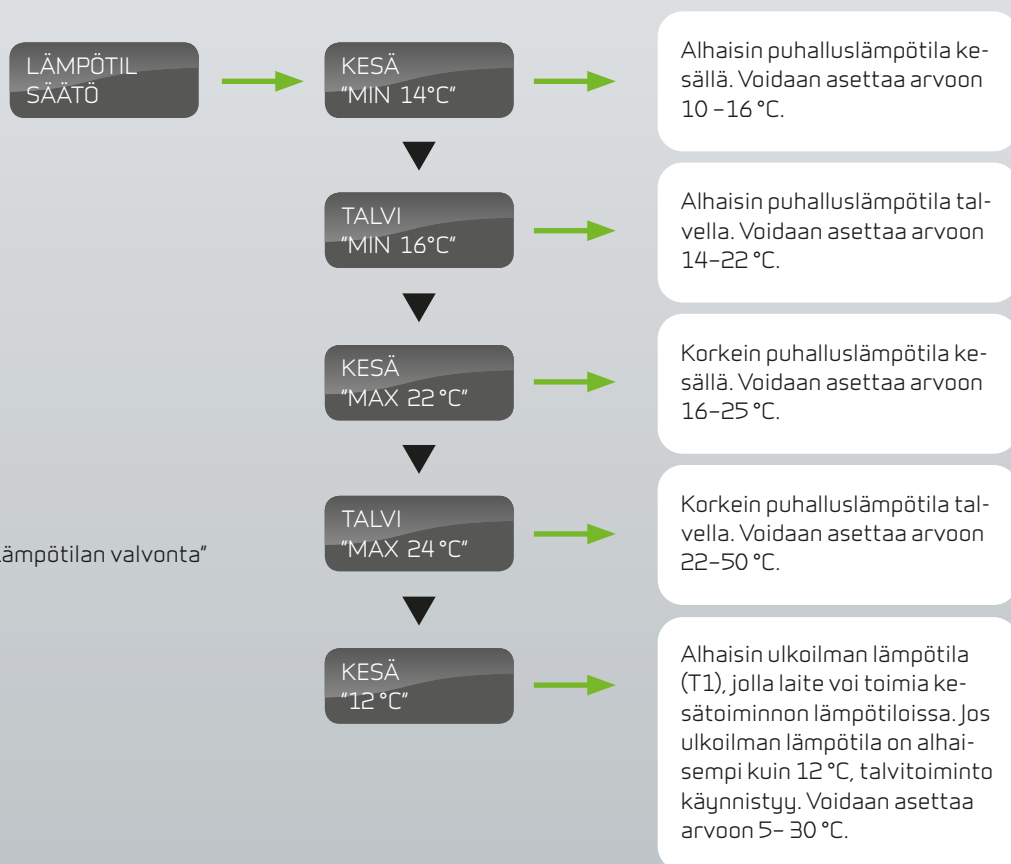 LÄMPÖTIL
SÄÄTÖ
KESÄ
"MIN 14°C"
Alhaisin puhalluslämpötila ke-
sällä. Voidaan asettaa arvoon
10 –16 °C.
TALVI
"MIN 16°C"
Alhaisin puhalluslämpötila tal-
vella. Voidaan asettaa arvoon
14–22 °C.
KESÄ
"MAX 22 °C"
Korkein puhalluslämpötila ke-
sällä. Voidaan asettaa arvoon
16–25 °C.
TALVI
"MAX 24 °C"
Korkein puhalluslämpötila tal-
vella. Voidaan asettaa arvoon
22–50 °C.
ämpötilan valvonta"
KESÄ
"12 °C"
Alhaisin ulkoilman lämpötila
(T1), jolla laite voi toimia ke-
sätoiminnon lämpötiloissa. Jos
ulkoilman lämpötila on alhai-
sempi kuin 12 °C, talvitoiminto
käynnistyy. Voidaan asettaa
arvoon 5– 30 °C.